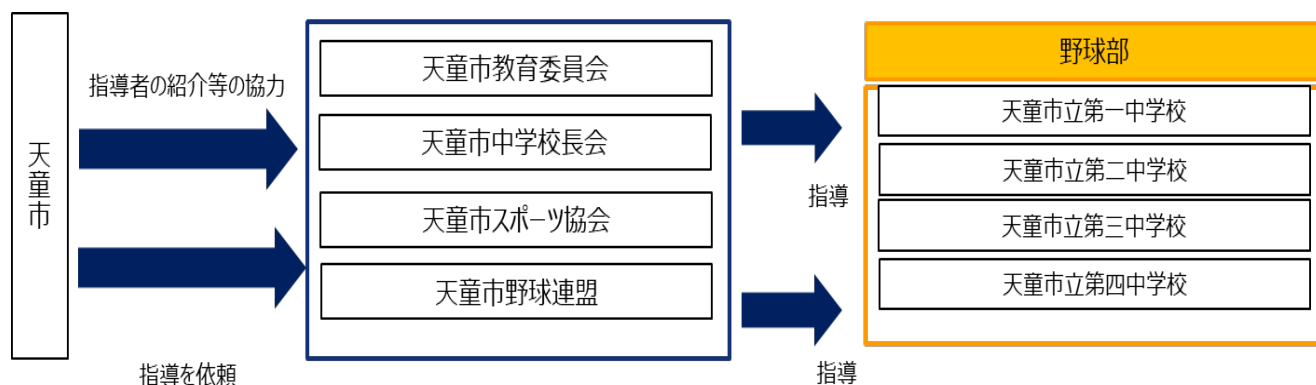 天童市
指導者の紹介等の協力
指導を依頼
天童市教育委員会
天童市中学校長会
天童市スポーツ協会
天童市野球連盟
指導
指導
野球部
天童市立第一中学校
天童市立第二中学校
天童市立第三中学校
天童市立第四中学校